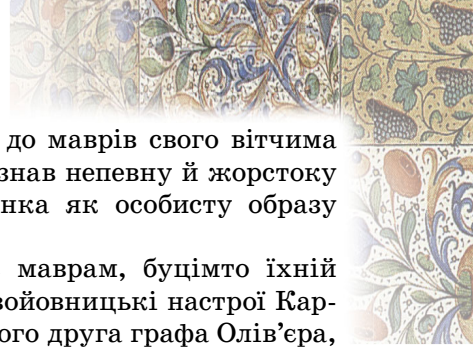 до маврів свого вітчима
знав непевну й жорстоку
нка як особисту образу
маврам, буцімто їхній
войовницькі настрої Кар-
ого друга графа Олів’єра,